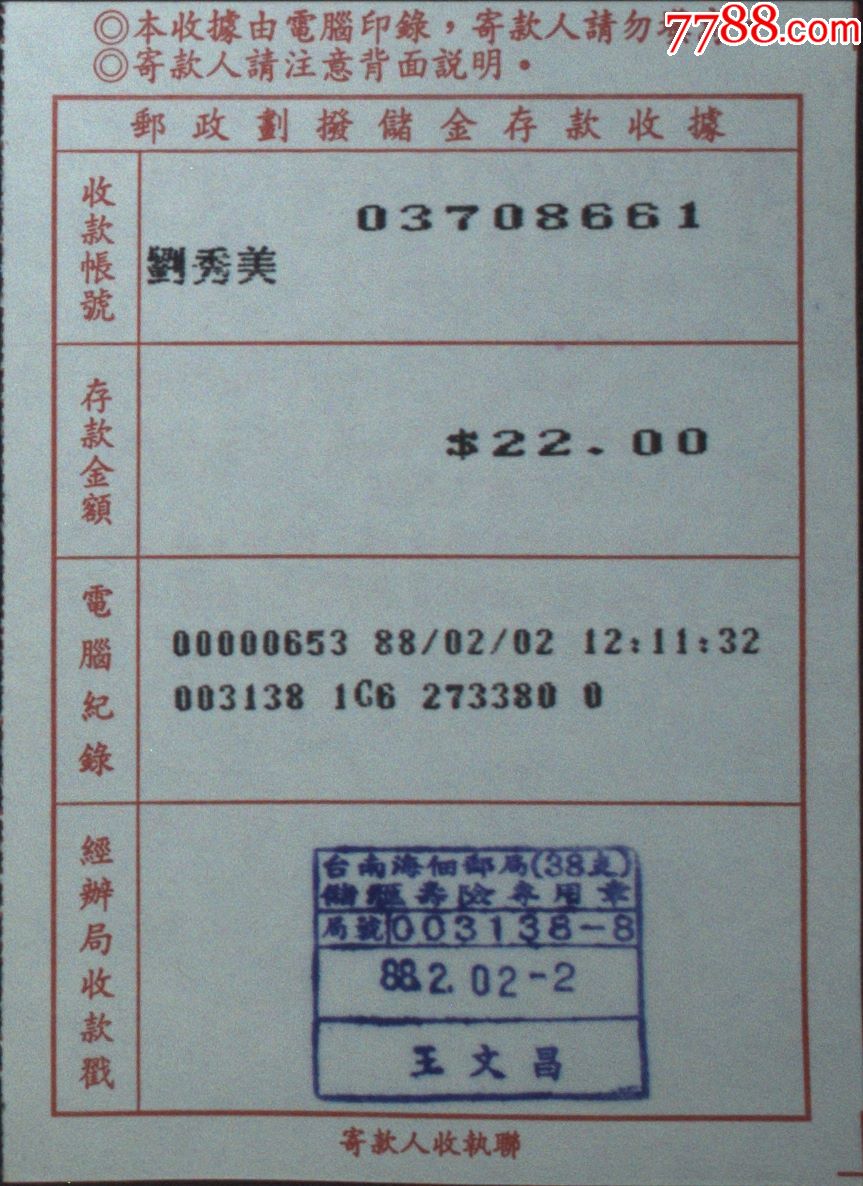 ◎本收據由電腦印錄，寄款人請勿填
7788.com
◎寄款人請注意背面説明。
郵政劃撥儲金存款收據
收款帳號
03708661
劉秀美
存款金額
$22.00
電腦紀錄
00000653 88/02/02 12:11:32
003138 1C6 273380 0
經辦局收款戳
台南海佃郵局(38支)
儲匯壽險專用章
局號 003138-8
88.2.02-2
王文昌
寄款人收執聯